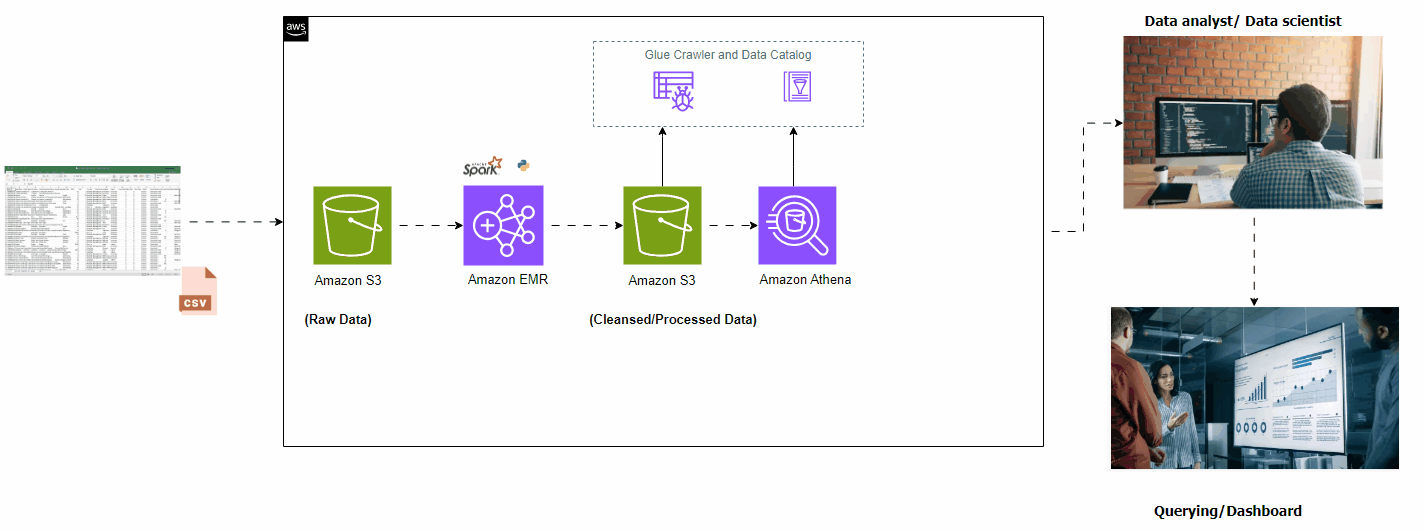 Data analyst/ Data scientist
aws
Glue Crawler and Data Catalog
APACHE
Spark
CSV
Amazon S3
Amazon EMR
Amazon S3
Amazon Athena
(Raw Data)
(Cleansed/Processed Data)
Querying/Dashboard